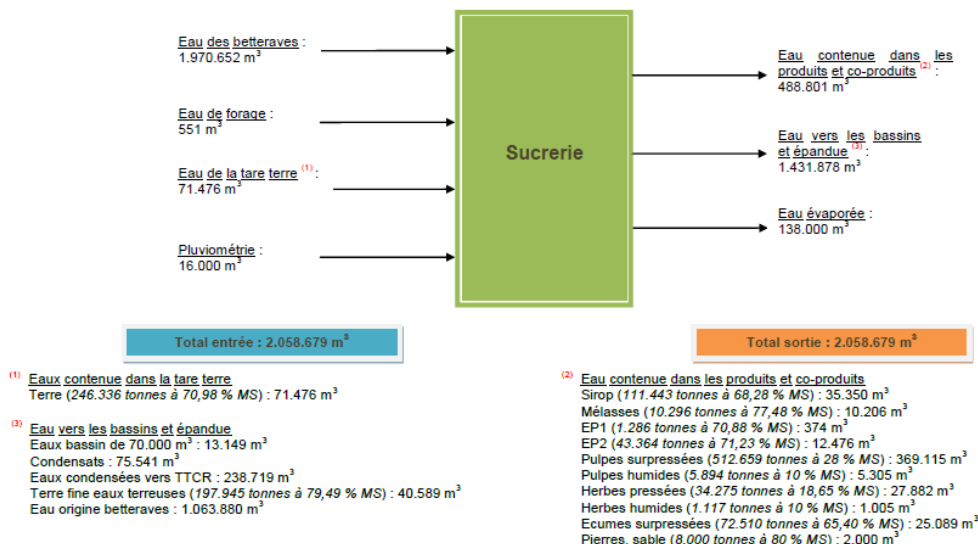 Eau des betteraves :
1.970.652 m³
Eau de forage :
551 m³
Eau de la tare terre (1) :
71.476 m³
Pluviométrie :
16.000 m³
Sucrerie
Eau contenue dans les
produits et co-produits (2) :
488.801 m³
Eau vers les bassins
et épandue (3) :
1.431.878 m³
Eau évaporée :
138.000 m³
Total entrée : 2.058.679 m³
Total sortie : 2.058.679 m³
(1) Eaux contenue dans la tare terre
Terre (246.336 tonnes à 70,98 % MS) : 71.476 m³
(3) Eau vers les bassins et épandue
Eaux bassin de 70.000 m³ : 13.149 m³
Condensats : 75.541 m³
Eaux condensées vers TTCR : 238.719 m³
Terre fine eaux terreuses (197.945 tonnes à 79,49 % MS) : 40.589 m³
Eau origine betteraves : 1.063.880 m³
(2) Eau contenue dans les produits et co-produits
Sirop (111.443 tonnes à 68,28 % MS) : 35.350 m³
Mélasses (10.296 tonnes à 77,48 % MS) : 10.206 m³
EP1 (1.286 tonnes à 70,88 % MS) : 374 m³
EP2 (43.364 tonnes à 71,23 % MS) : 12.476 m³
Pulpes surpressées (512.659 tonnes à 28 % MS) : 369.115 m³
Pulpes humides (5.894 tonnes à 10 % MS) : 5.305 m³
Herbes pressées (34.275 tonnes à 18,65 % MS) : 27.882 m³
Herbes humides (1.117 tonnes à 10 % MS) : 1.005 m³
Ecumes surpressées (72.510 tonnes à 65,40 % MS) : 25.089 m³
Pierres, sable (8.000 tonnes à 80 % MS) : 2.000 m³